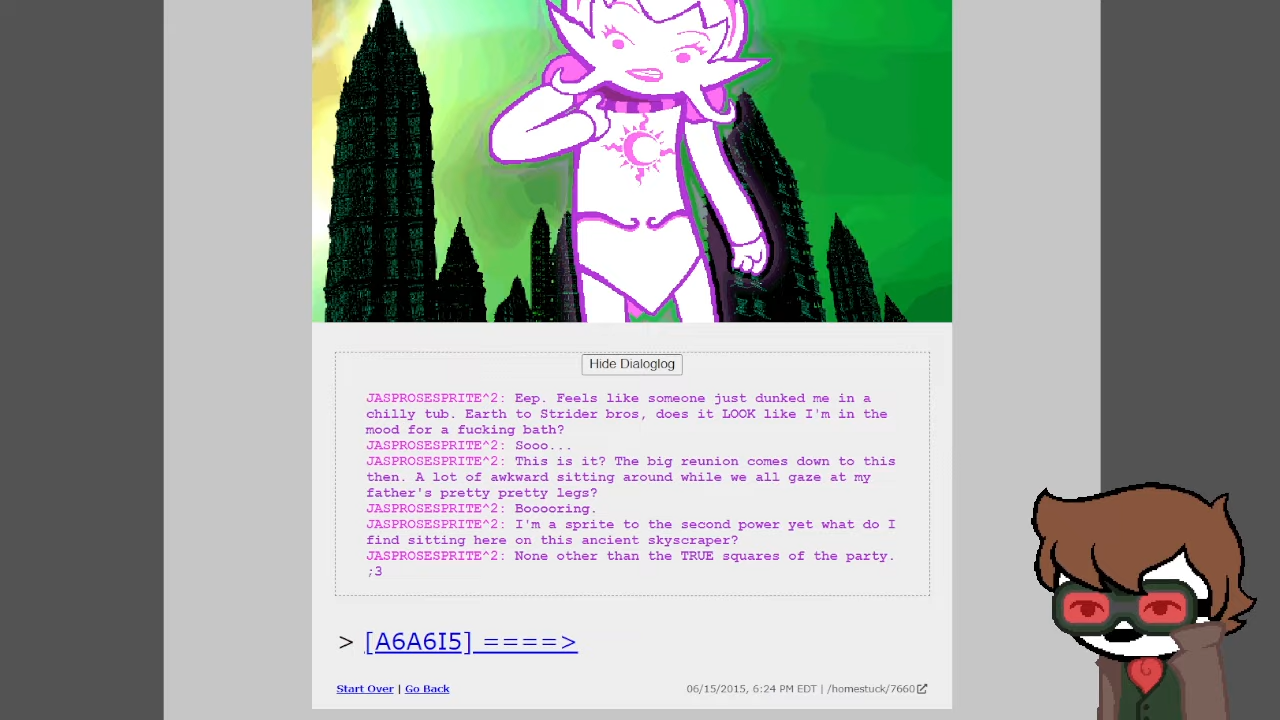 Hide Dialoglog
JASPROSESPRITE^2: Eep. Feels like someone just dunked me in a
chilly tub. Earth to Strider bros, does it LOOK like I'm in the
mood for a fucking bath?
JASPROSESPRITE^2: Sooo...
JASPROSESPRITE^2: This is it? The big reunion comes down to this
then. A lot of awkward sitting around while we all gaze at my
father's pretty pretty legs?
JASPROSESPRITE^2: Booooring.
JASPROSESPRITE^2: I'm a sprite to the second power yet what do I
find sitting here on this ancient skyscraper?
JASPROSESPRITE^2: None other than the TRUE squares of the party.
;3
> [A6A6I5] ====>
Start Over | Go Back
06/15/2015, 6:24 PM EDT | /homestuck/7660